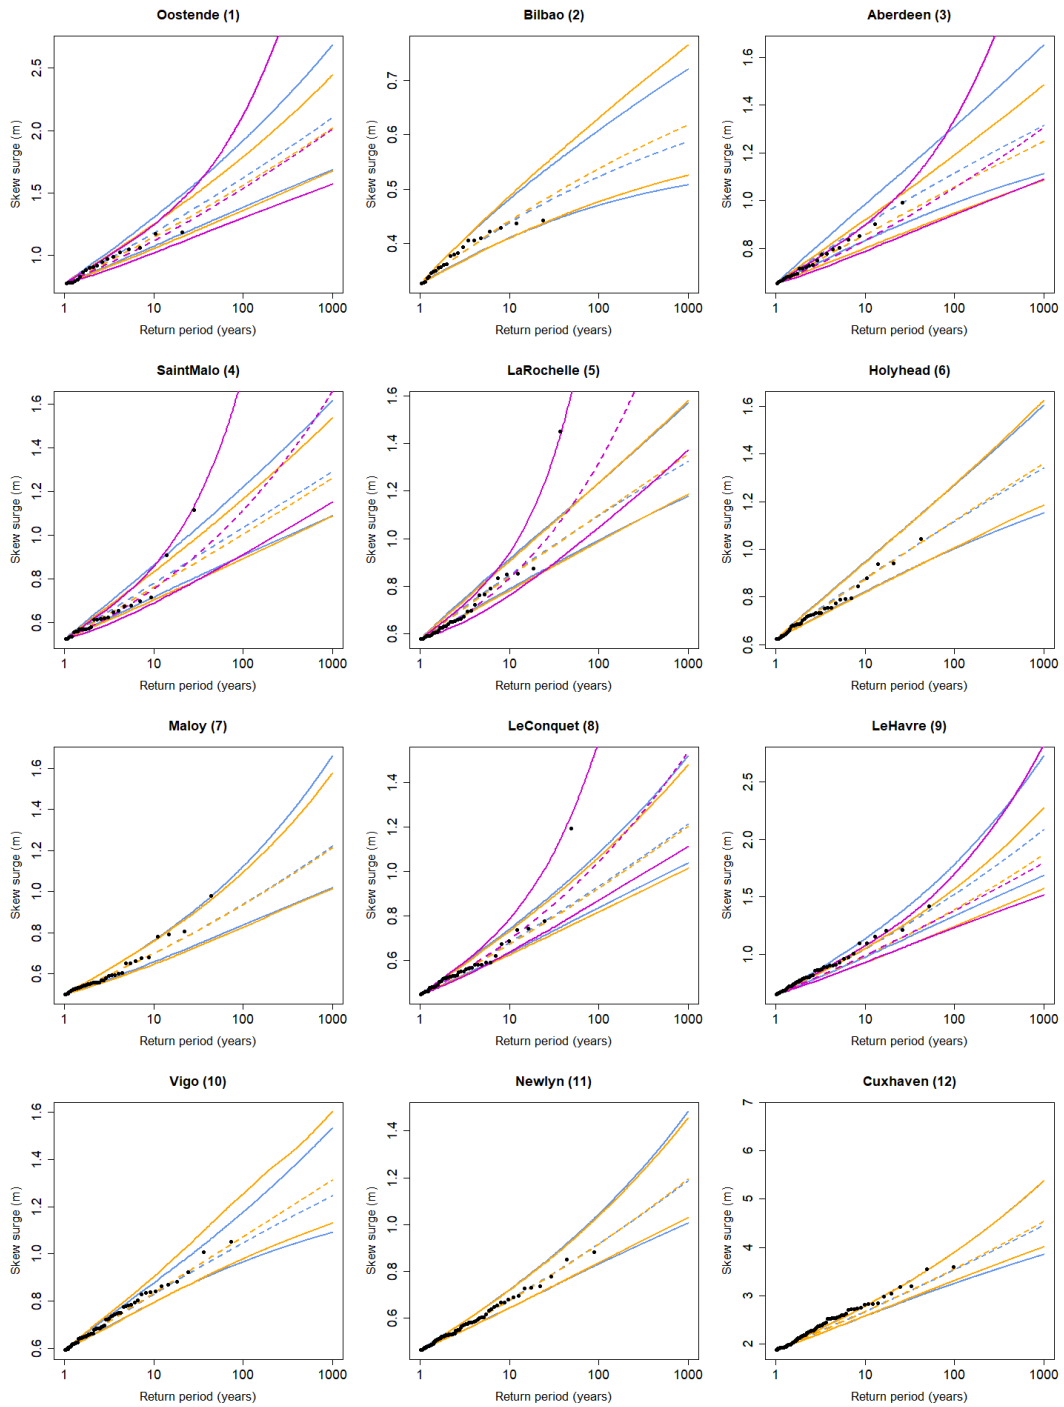 Oostende (1) Bilbao (2) Aberdeen (3)
Skew surge (m) 1.0 1.5 2.0 2.5
Skew surge (m) 0.4 0.5 0.6 0.7
Skew surge (m) 0.8 1.0 1.2 1.4 1.6
1 10 100 1000 1 10 100 1000 1 10 100 1000
Return period (years) Return period (years) Return period (years)
SaintMalo (4) LaRochelle (5) Holyhead (6)
Skew surge (m) 0.6 0.8 1.0 1.2 1.4 1.6
Skew surge (m) 0.6 0.8 1.0 1.2 1.4 1.6
Skew surge (m) 0.6 0.8 1.0 1.2 1.4 1.6
1 10 100 1000 1 10 100 1000 1 10 100 1000
Return period (years) Return period (years) Return period (years)
Maloy (7) LeConquet (8) LeHavre (9)
Skew surge (m) 0.6 0.8 1.0 1.2 1.4 1.6
Skew surge (m) 0.6 0.8 1.0 1.2 1.4
Skew surge (m) 1.0 1.5 2.0 2.5
1 10 100 1000 1 10 100 1000 1 10 100 1000
Return period (years) Return period (years) Return period (years)
Vigo (10) Newlyn (11) Cuxhaven (12)
Skew surge (m) 0.6 0.8 1.0 1.2 1.4 1.6
Skew surge (m) 0.6 0.8 1.0 1.2 1.4
Skew surge (m) 2 3 4 5 6 7
1 10 100 1000 1 10 100 1000 1 10 100 1000
Return period (years) Return period (years) Return period (years)